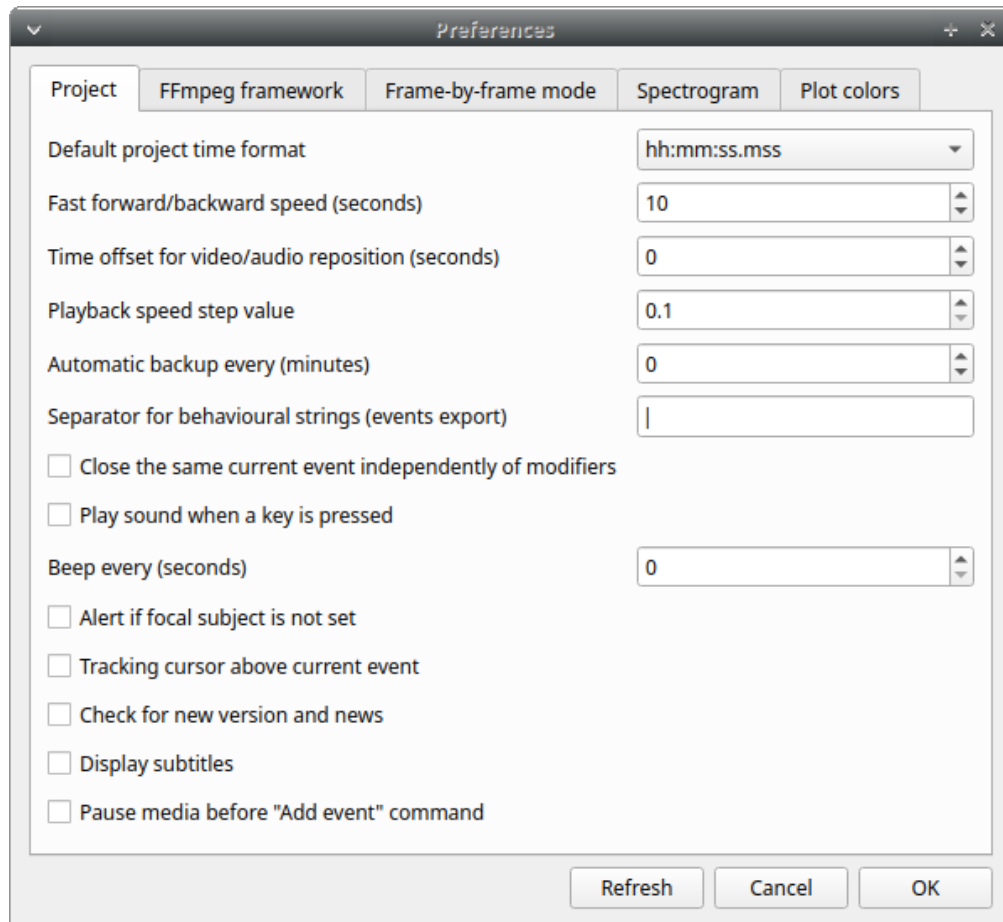 Preferences
Project FFmpeg framework Frame-by-frame mode Spectrogram Plot colors
Default project time format hh:mm:ss.mss
Fast forward/backward speed (seconds) 10
Time offset for video/audio reposition (seconds) 0
Playback speed step value 0.1
Automatic backup every (minutes) 0
Separator for behavioural strings (events export) |
Close the same current event independently of modifiers
Play sound when a key is pressed
Beep every (seconds) 0
Alert if focal subject is not set
Tracking cursor above current event
Check for new version and news
Display subtitles
Pause media before "Add event" command
Refresh Cancel OK